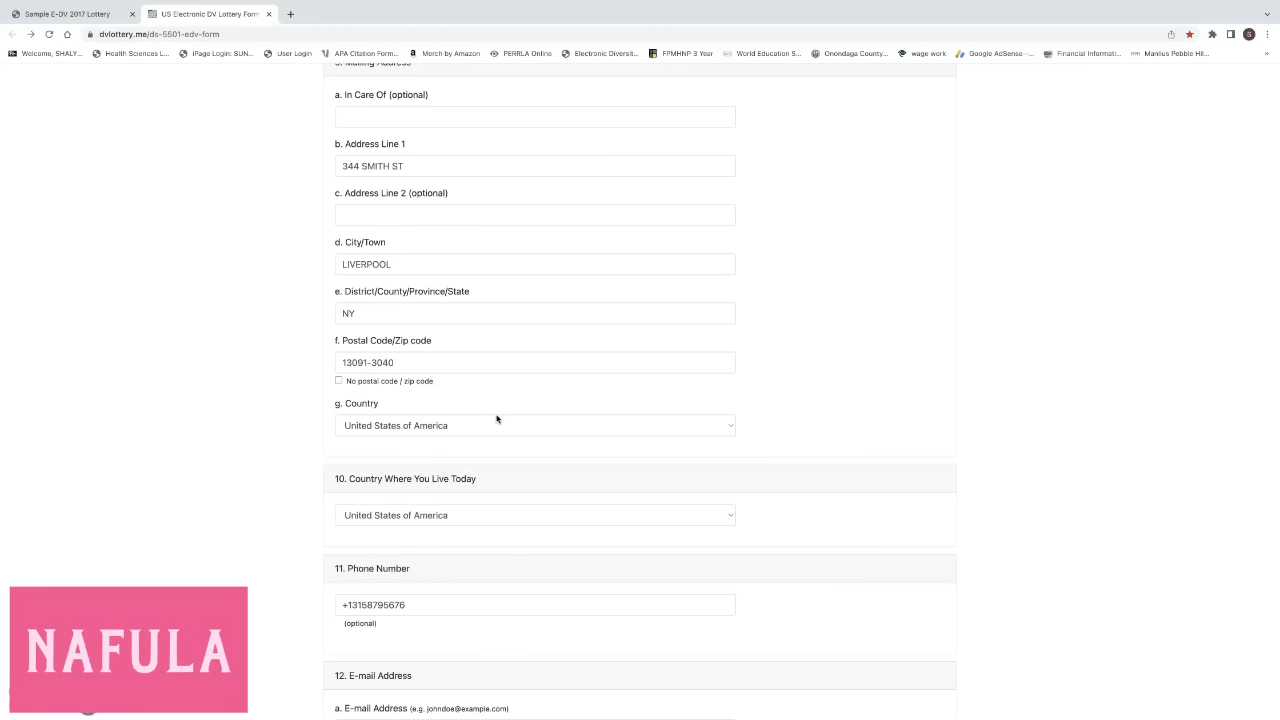 Sample E-DV 2017 Lottery
US Electronic DV Lottery Form
dvlottery.me/ds-5501-edv-form
S
Welcome, SHALY...
Health Sciences L...
iPage Login: SUN...
User Login
APA Citation Form...
Merch by Amazon
PERRLA Online
Electronic Diversit...
FPMHNP 3 Year
World Education S...
Onondaga County...
wage work
Google AdSense -...
Financial Informati...
Manlius Pebble Hil...
»
a. In Care Of (optional)
b. Address Line 1
344 SMITH ST
c. Address Line 2 (optional)
d. City/Town
LIVERPOOL
e. District/County/Province/State
NY
f. Postal Code/Zip code
13091-3040
No postal code / zip code
g. Country
United States of America
10. Country Where You Live Today
United States of America
11. Phone Number
+13158795676
(optional)
12. E-mail Address
a. E-mail Address (e.g. johndoe@example.com)
NAFULA